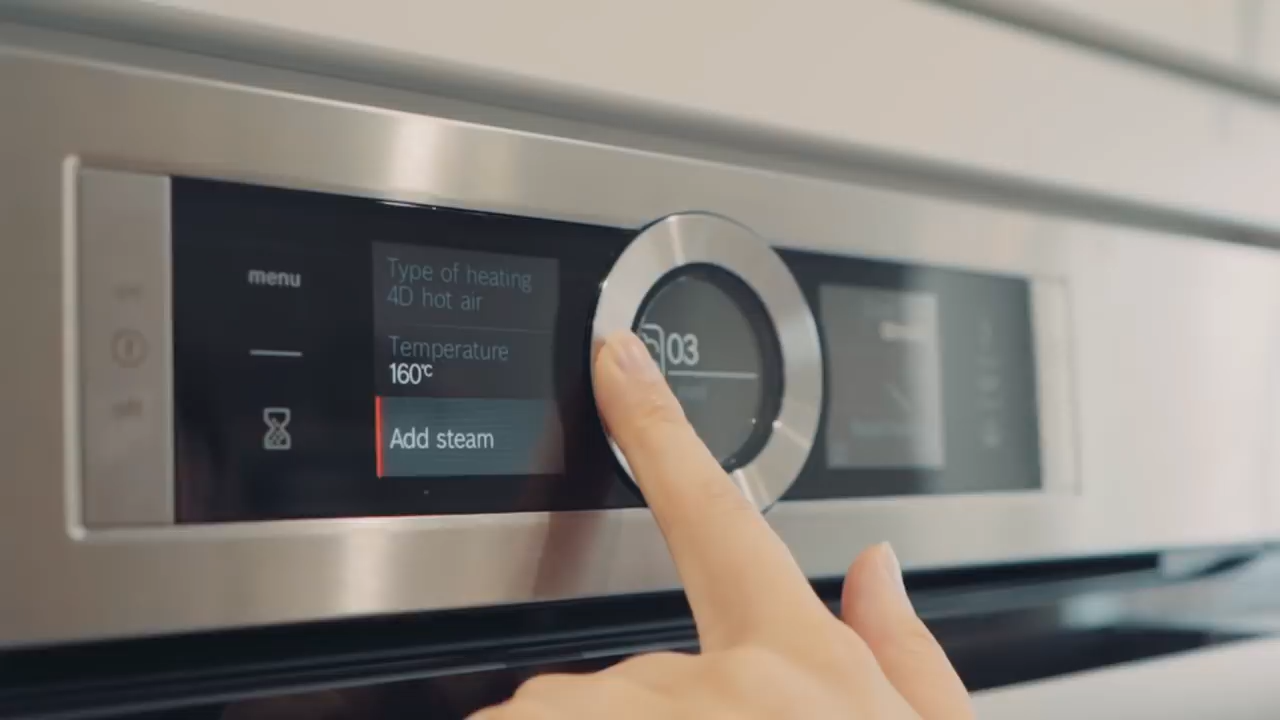 menu
Type of heating
4D hot air
Temperature
160°C
Add steam
03